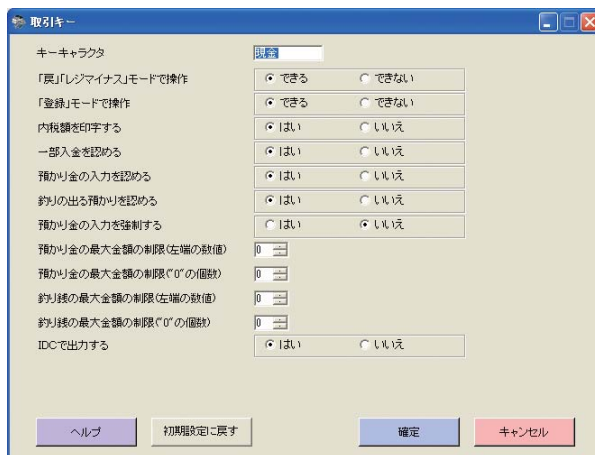 取引キー
キーキャラクタ 現金
「戻」「レジマイナス」モードで操作 できる できない
「登録」モードで操作 できる できない
内税額を印字する はい いいえ
一部入金を認める はい いいえ
預かり金の入力を認める はい いいえ
釣りの出る預かりを認める はい いいえ
預かり金の入力を強制する はい いいえ
預かり金の最大金額の制限(左端の数値) 0
預かり金の最大金額の制限("0"の個数) 0
釣り銭の最大金額の制限(左端の数値) 0
釣り銭の最大金額の制限("0"の個数) 0
IDCで出力する はい いいえ
ヘルプ 初期設定に戻す 確定 キャンセル